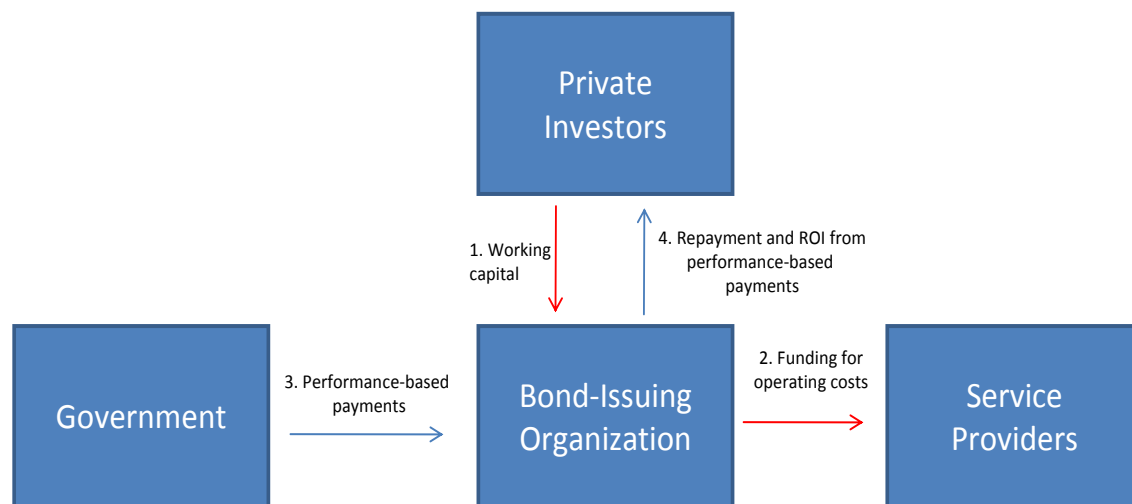 Private
Investors
1. Working
capital
4. Repayment and ROI from
performance-based
payments
Government
3. Performance-based
payments
Bond-Issuing
Organization
2. Funding for
operating costs
Service
Providers